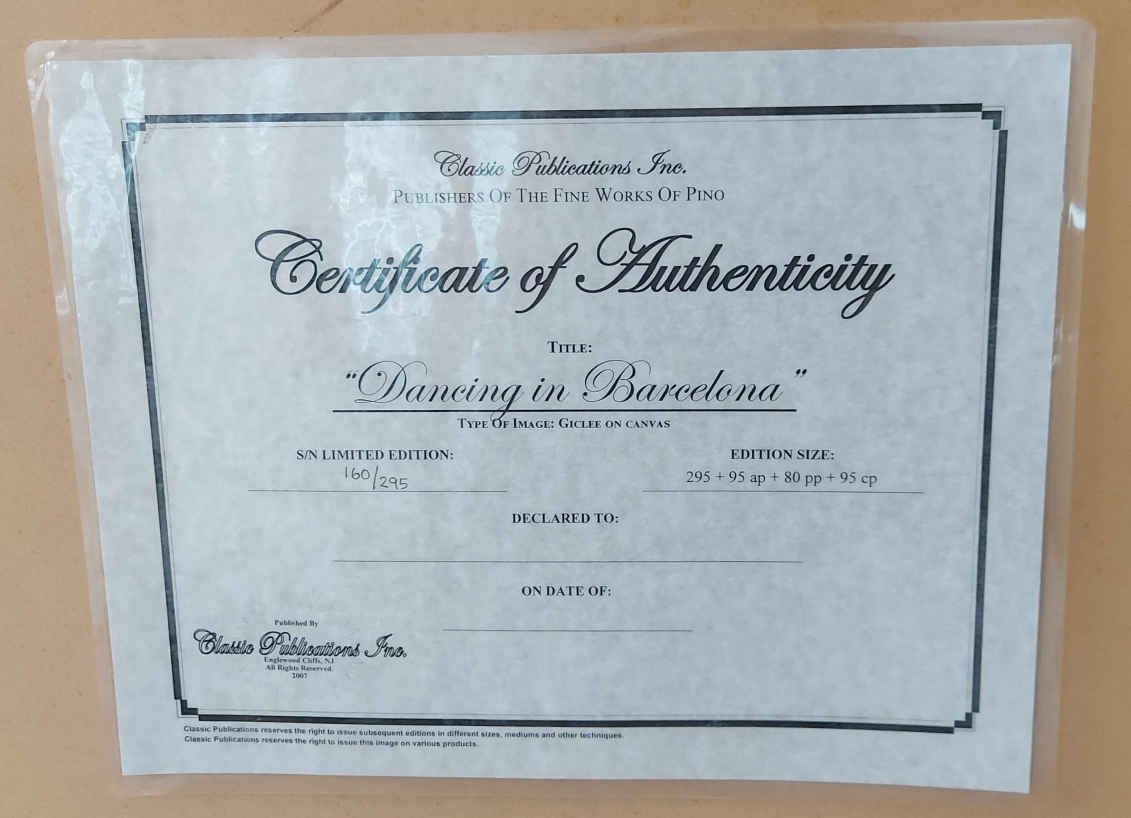 Classic Publications Inc.
Publishers Of The Fine Works Of Pino
Certificate of Authenticity
Title:
“Dancing in Barcelona”
Type Of Image: Giclee on canvas
S/N LIMITED EDITION:
160/295
EDITION SIZE:
295 + 95 ap + 80 pp + 95 cp
DECLARED TO:
ON DATE OF:
Published By
Classic Publications Inc.
Englewood Cliffs, NJ
All Rights Reserved.
2007
Classic Publications reserves the right to issue subsequent editions in different sizes, mediums and other techniques.
Classic Publications reserves the right to issue this image on various products.